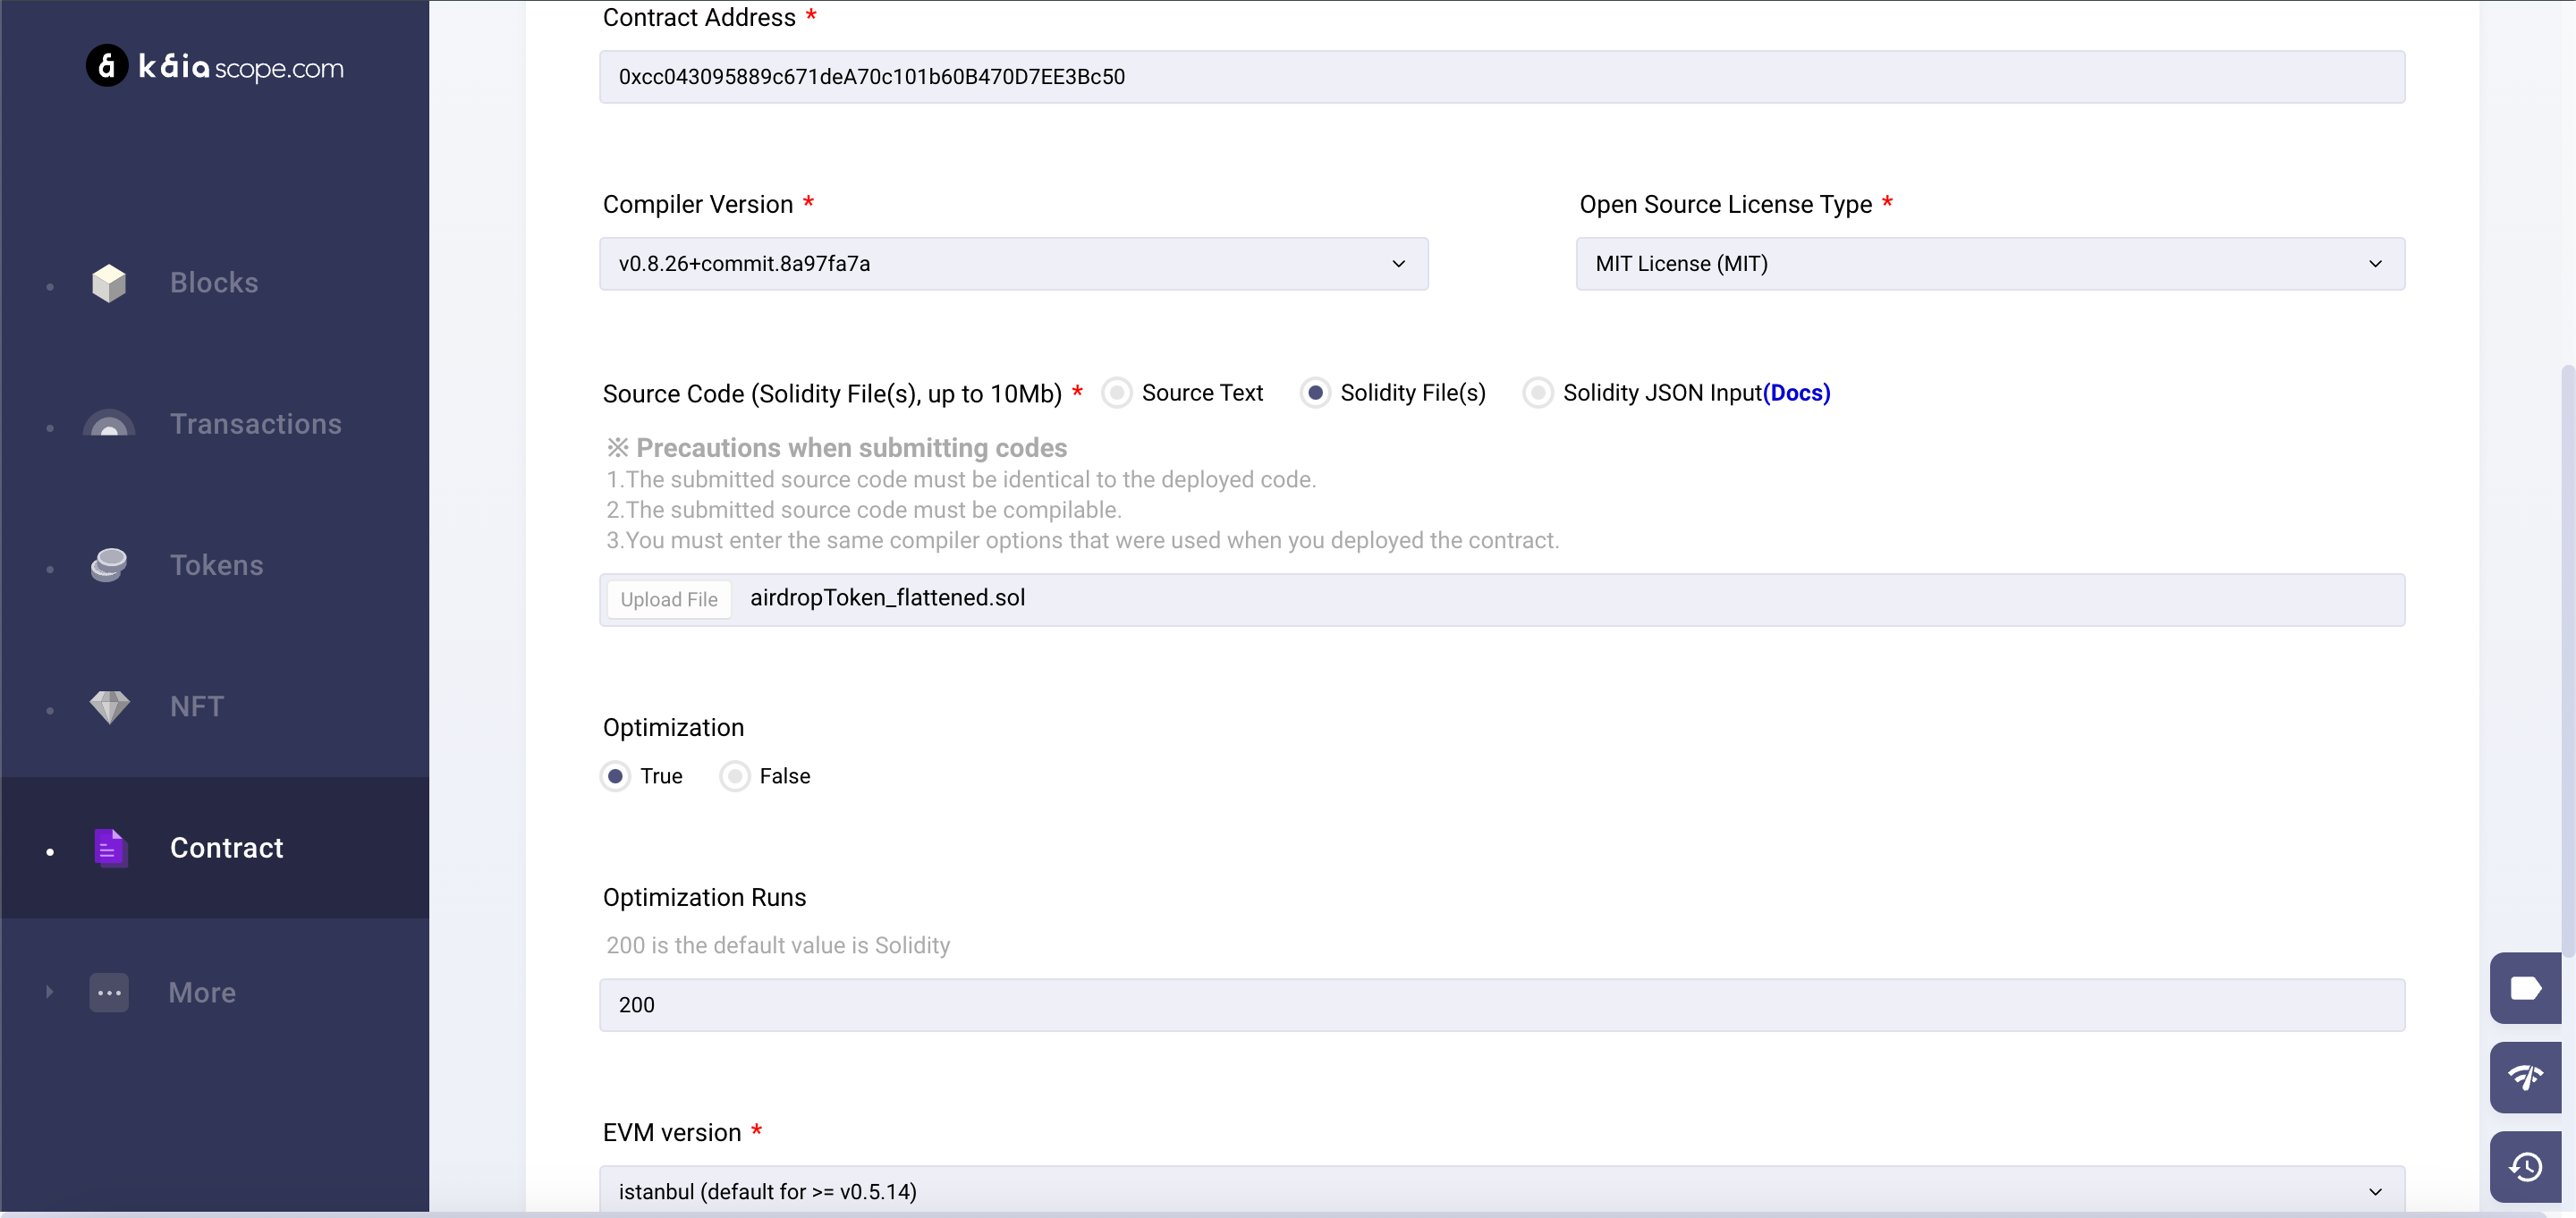 kaiascope.com
Blocks
Transactions
Tokens
NFT
Contract
More
Contract Address *
0xcc043095889c671deA70c101b60B470D7EE3Bc50
Compiler Version *
v0.8.26+commit.8a97fa7a
Open Source License Type *
MIT License (MIT)
Source Code (Solidity File(s), up to 10Mb) * Source Text Solidity File(s) Solidity JSON Input(Docs)
※ Precautions when submitting codes
1.The submitted source code must be identical to the deployed code.
2.The submitted source code must be compilable.
3.You must enter the same compiler options that were used when you deployed the contract.
Upload File airdropToken_flattened.sol
Optimization
True False
Optimization Runs
200 is the default value is Solidity
200
EVM version *
istanbul (default for >= v0.5.14)